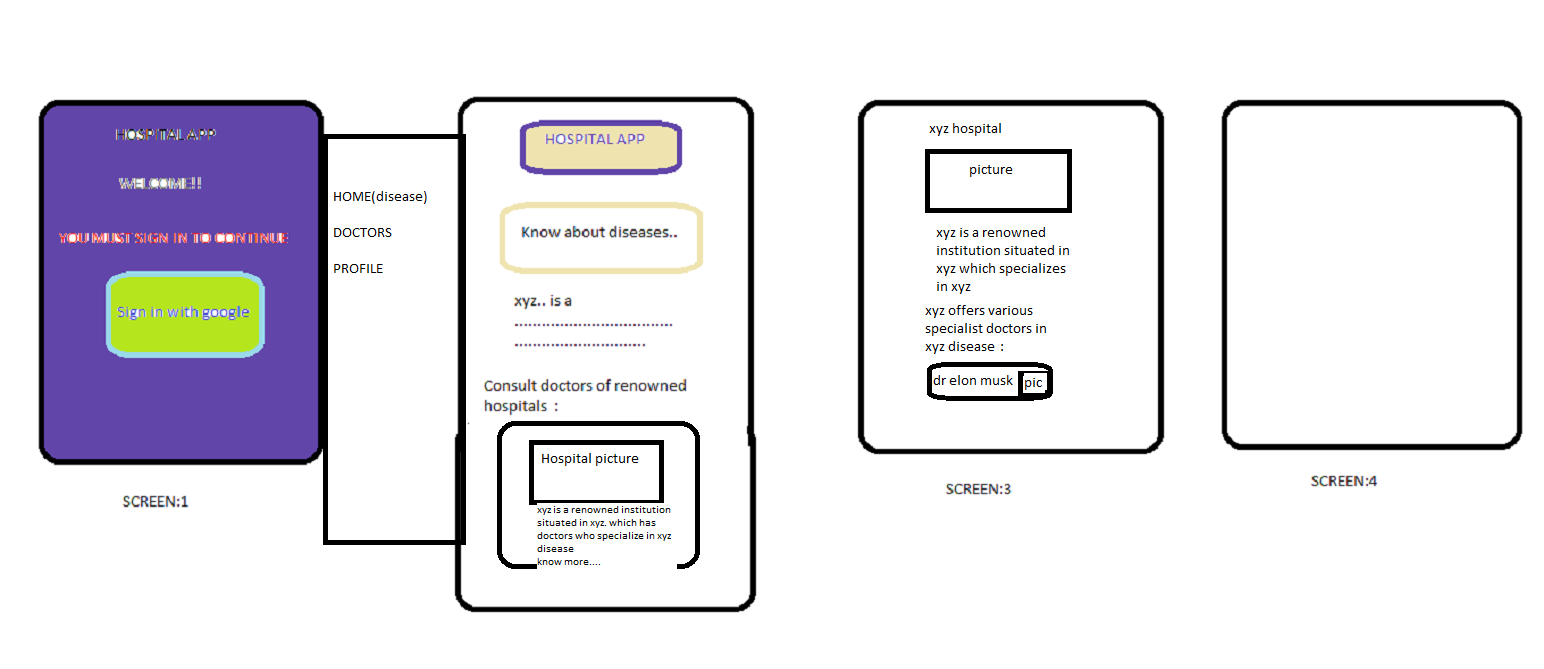 HOSPITAL APP
WELCOME!!
YOU MUST SIGN IN TO CONTINUE
Sign in with google
SCREEN:1
HOME(disease)
DOCTORS
PROFILE
HOSPITAL APP
Know about diseases..
xyz.. is a
Consult doctors of renowned
hospitals :
Hospital picture
xyz is a renowned institution
situated in xyz. which has
doctors who specialize in xyz
disease
know more....
xyz hospital
picture
xyz is a renowned
institution situated in
xyz which specializes
in xyz
xyz offers various
specialist doctors in
xyz disease :
dr elon musk pic
SCREEN:3
SCREEN:4